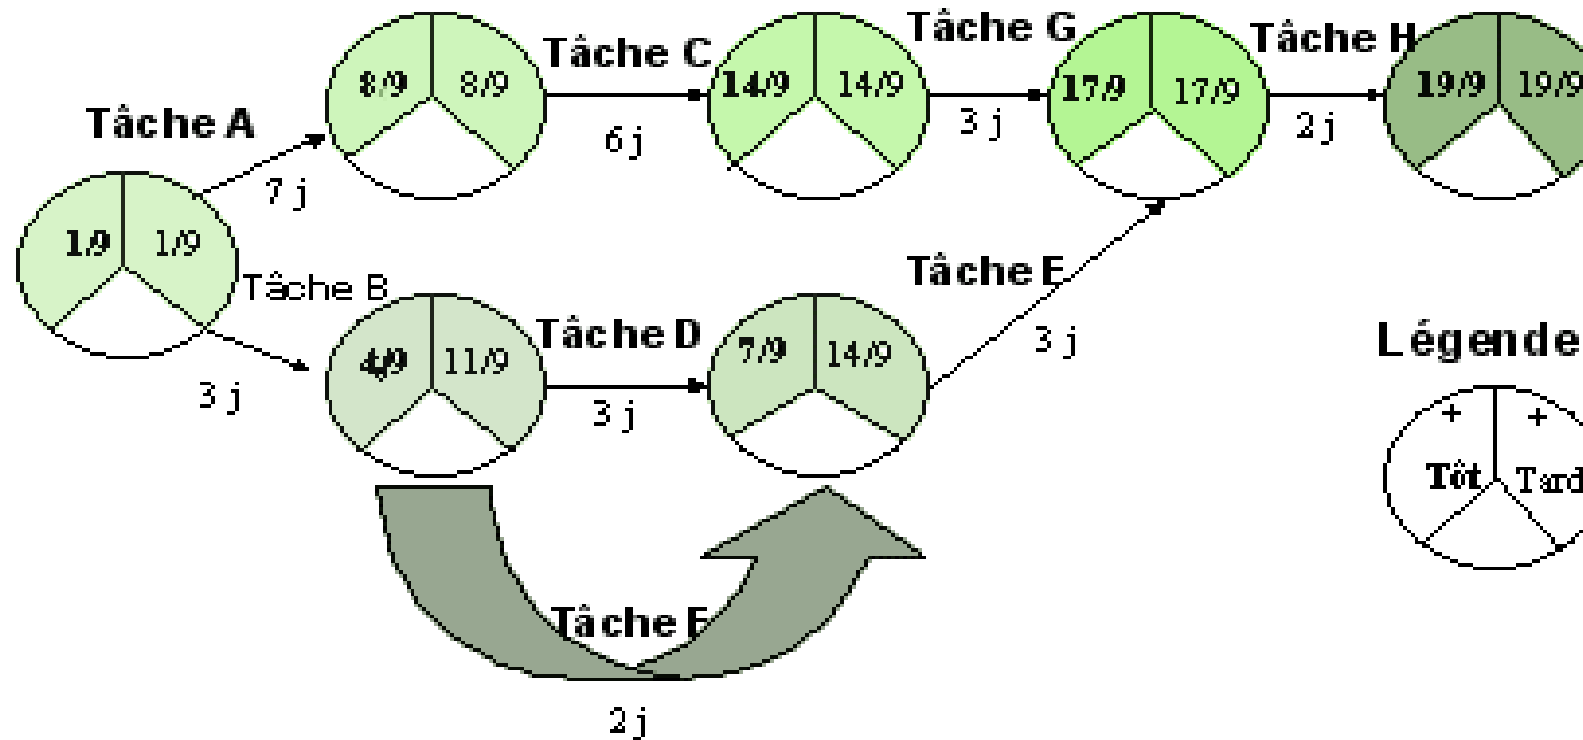 Tâche A
7 j
1/9 1/9
Tâche B
3 j
8/9 8/9
Tâche C
6 j
14/9 14/9
Tâche G
3 j
17/9 17/9
Tâche H
2 j
19/9 19/9
4/9 11/9
Tâche D
3 j
7/9 14/9
Tâche E
3 j
Tâche F
2 j
Légende
+ +
Tôt Tard